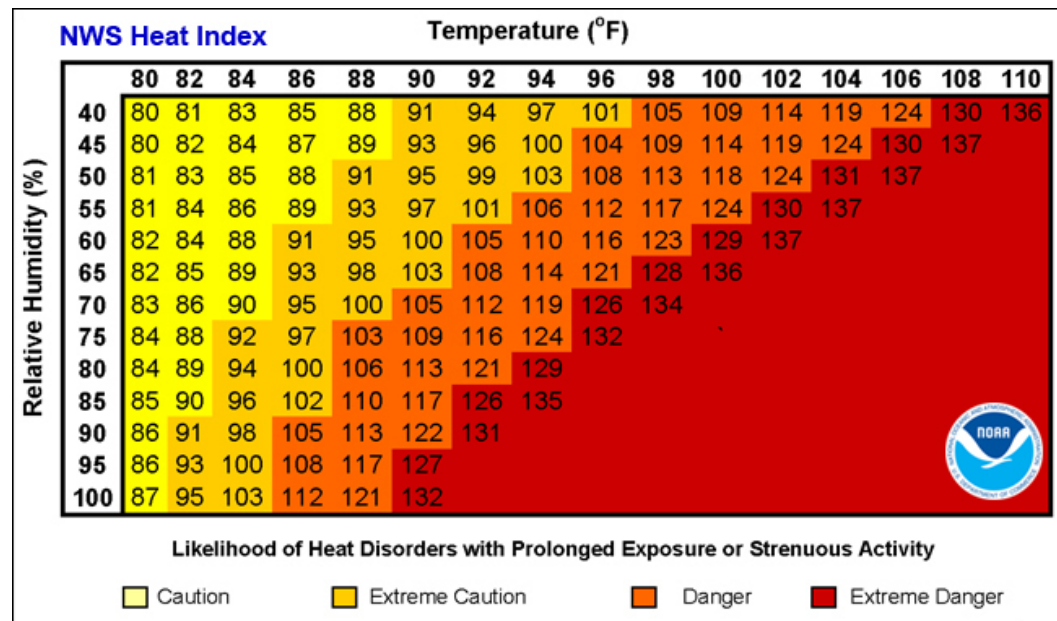 NWS Heat Index
Temperature (°F)
80 82 84 86 88 90 92 94 96 98 100 102 104 106 108 110
Relative Humidity (%)
40 80 81 83 85 88 91 94 97 101 105 109 114 119 124 130 136
45 80 82 84 87 89 93 96 100 104 109 114 119 124 130 137
50 81 83 85 88 91 95 99 103 108 113 118 124 131 137
55 81 84 86 89 93 97 101 106 112 117 124 130 137
60 82 84 88 91 95 100 105 110 116 123 129 137
65 82 85 89 93 98 103 108 114 121 128 136
70 83 86 90 95 100 105 112 119 126 134
75 84 88 92 97 103 109 116 124 132
80 84 89 94 100 106 113 121 129
85 85 90 96 102 110 117 126 135
90 86 91 98 105 113 122 131
95 86 93 100 108 117 127
100 87 95 103 112 121 132
NOAA
Likelihood of Heat Disorders with Prolonged Exposure or Strenuous Activity
Caution Extreme Caution Danger Extreme Danger